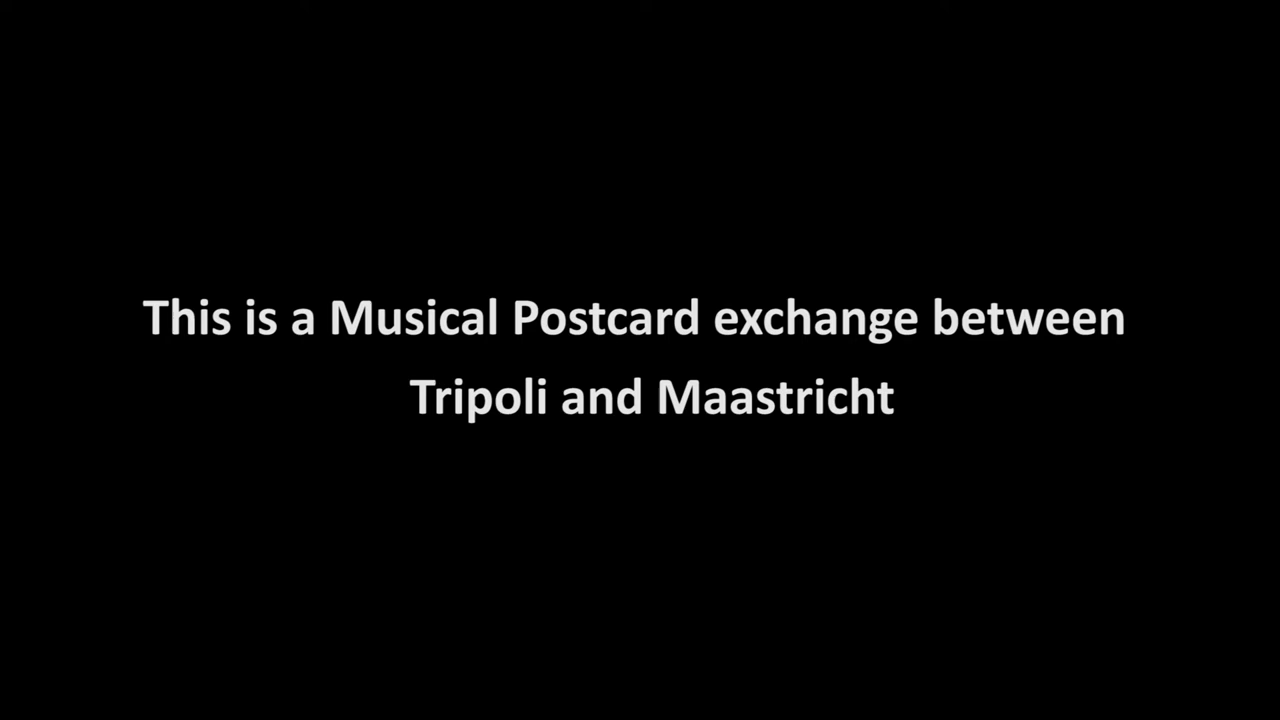 This is a Musical Postcard exchange between
Tripoli and Maastricht